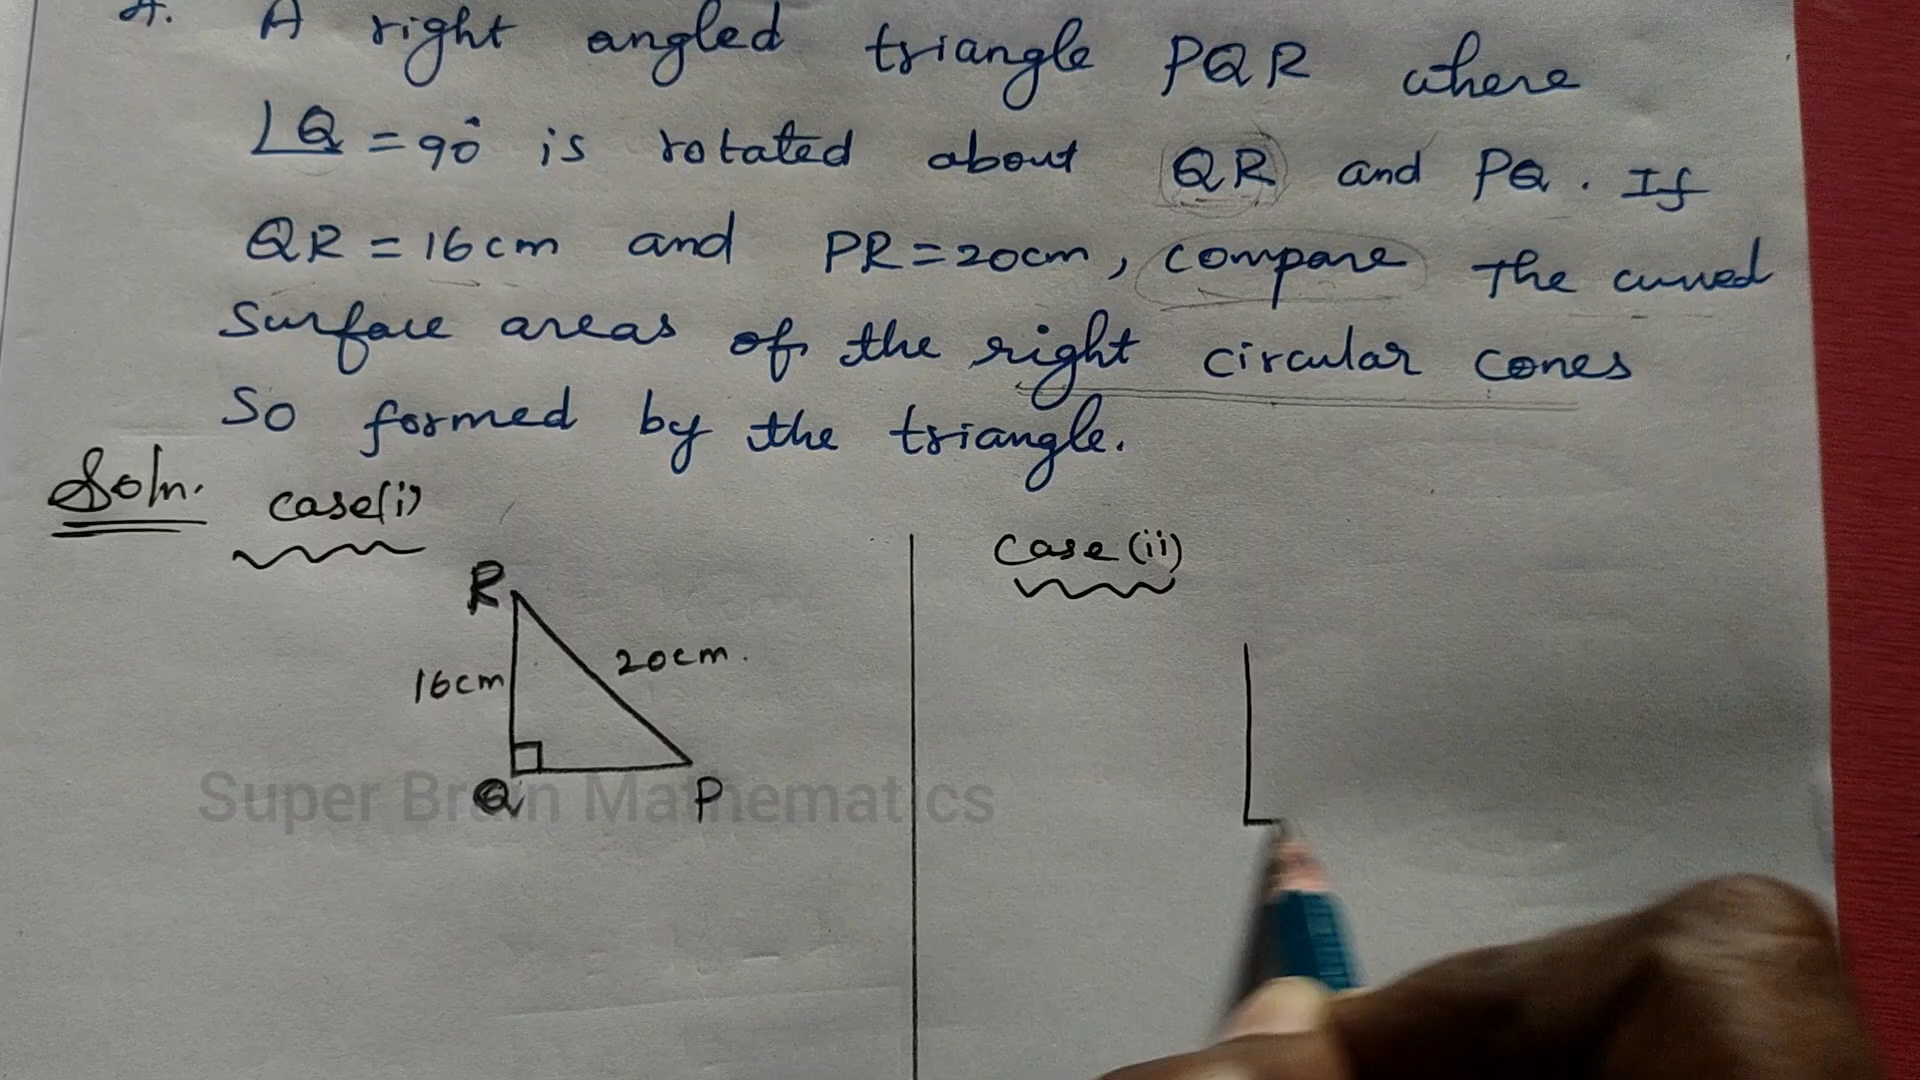 4. A right angled triangle PQR where
∠Q = 90° is rotated about QR and PQ. If
QR = 16cm and PR = 20cm, compare the curved
surface areas of the right circular cones
so formed by the triangle.
Soln. case(i)
case (ii)
R
20cm.
16cm
Q P
Super Brain Mathematics